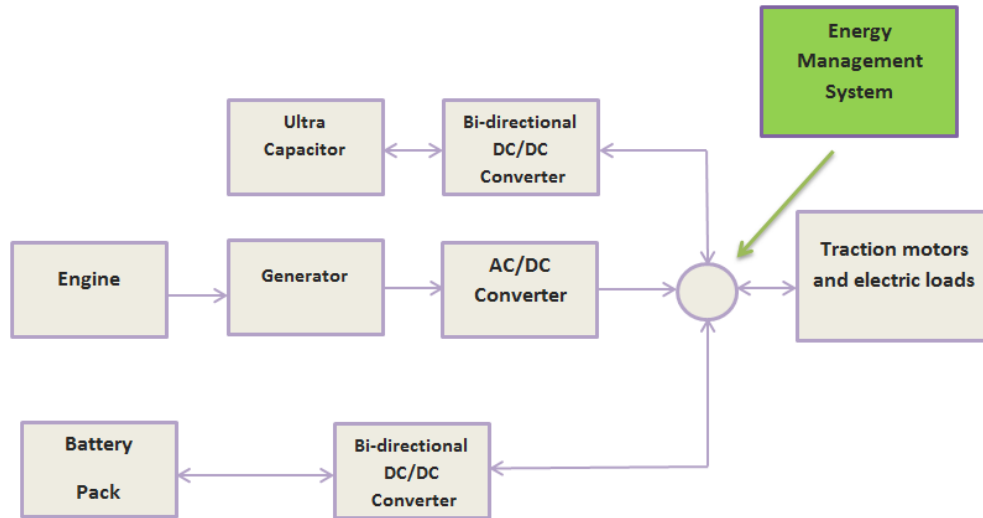 Energy
Management
System
Ultra
Capacitor
Bi-directional
DC/DC
Converter
Engine
Generator
AC/DC
Converter
Traction motors
and electric loads
Battery
Pack
Bi-directional
DC/DC
Converter